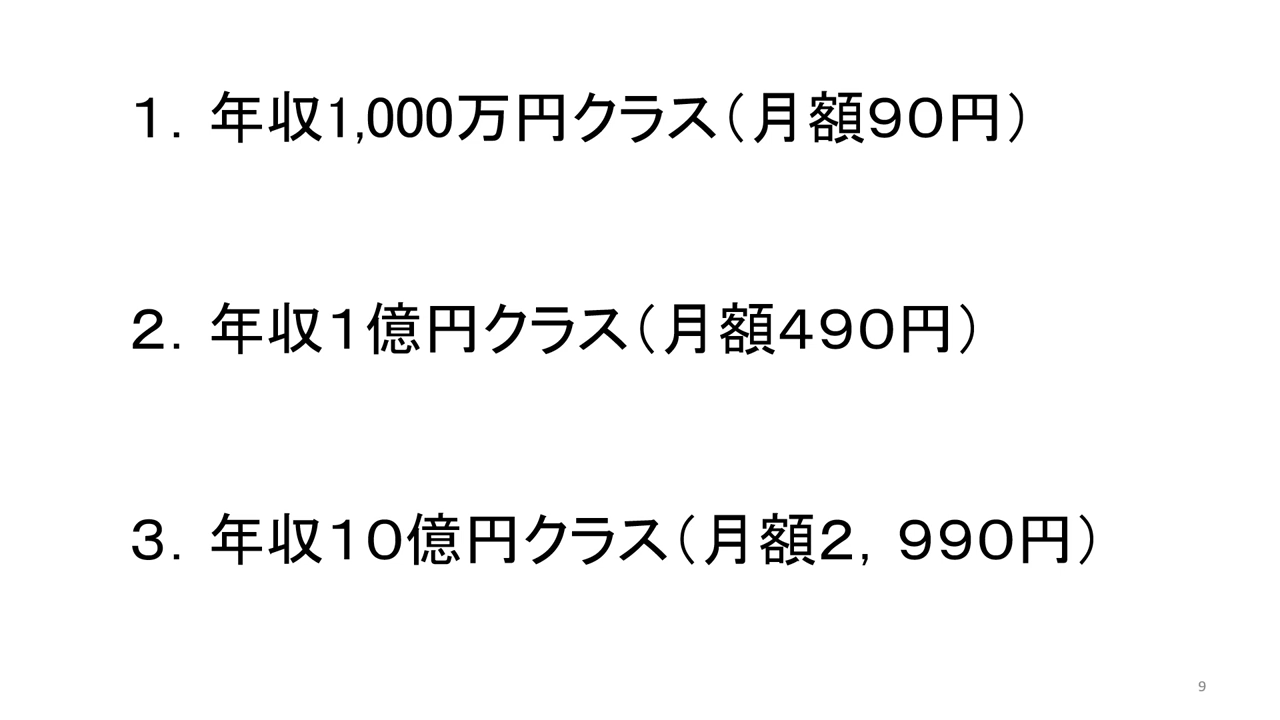 １．年収1,000万円クラス（月額９０円）
２．年収１億円クラス（月額４９０円）
３．年収１０億円クラス（月額２，９９０円）
9